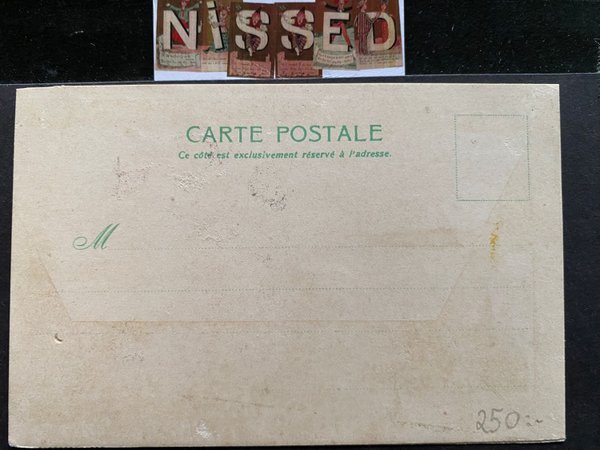 NiSSED
CARTE POSTALE
Ce côté est exclusivement réservé à l'adresse.
M
250:-